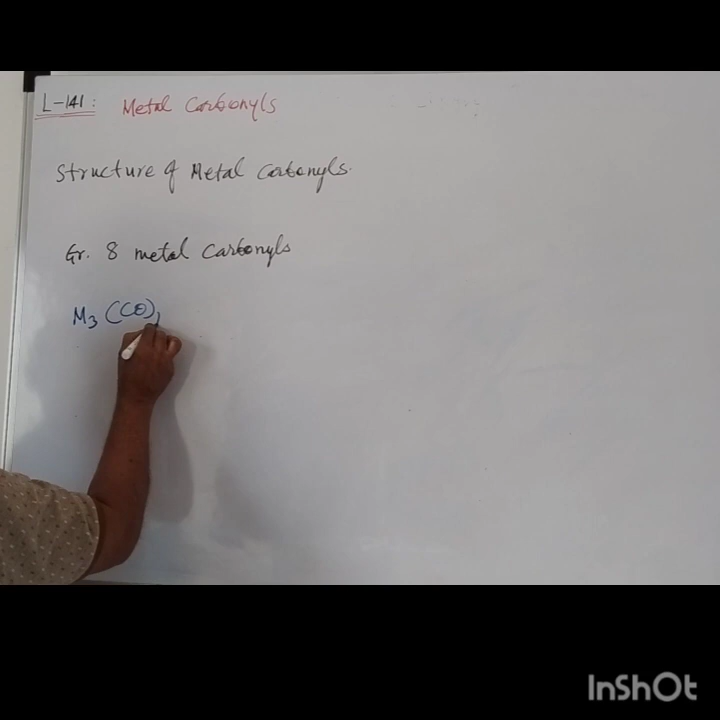 L-141: Metal Carbonyls
Structure of Metal Carbonyls.
Gr. 8 metal carbonyls
M3 (CO)
InShOt